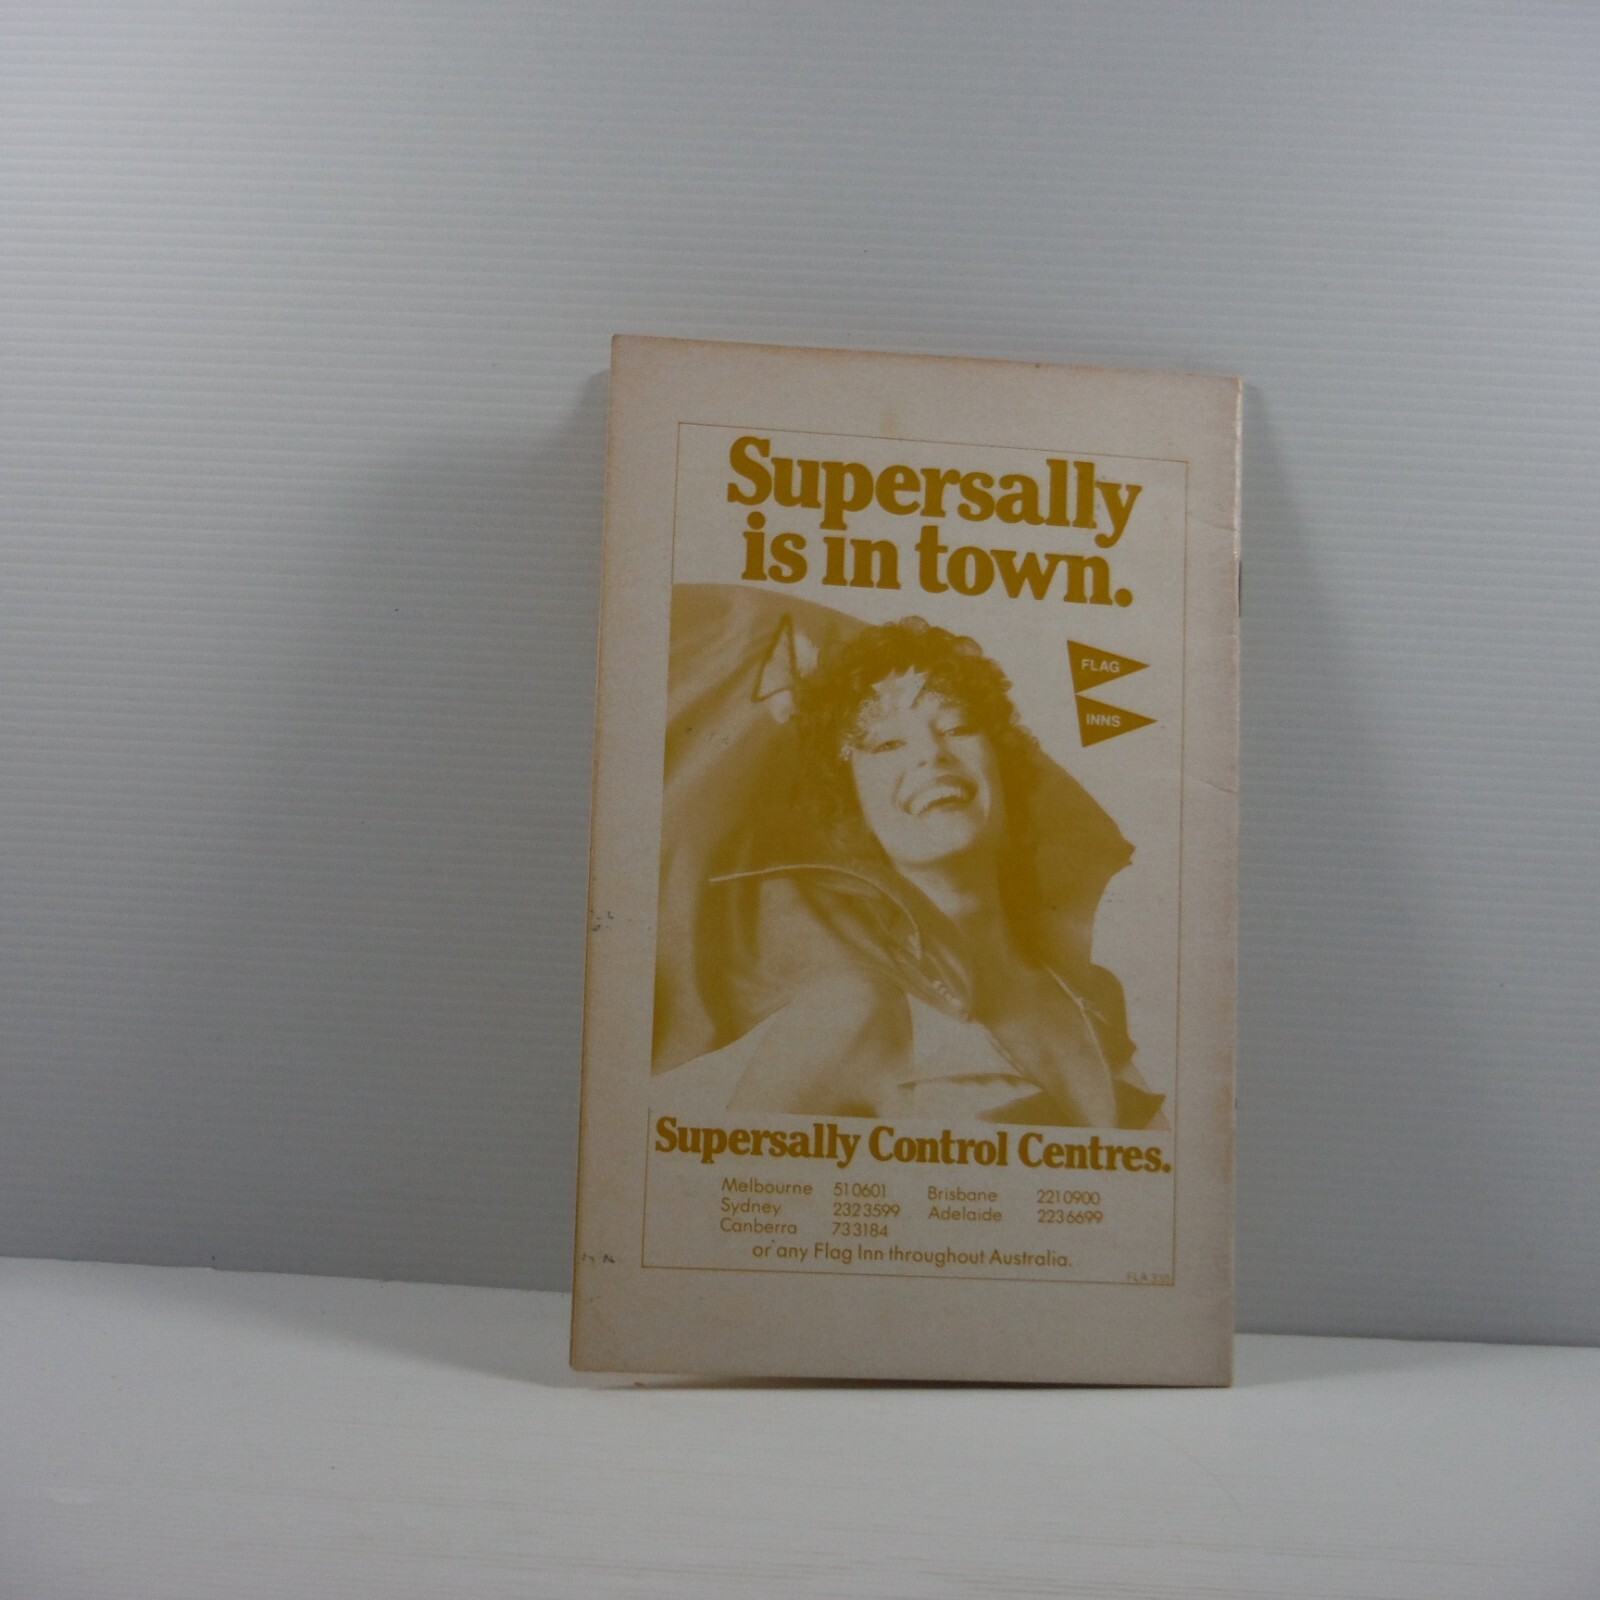 Supersally
is in town.
FLAG
INNS
Supersally Control Centres.
Melbourne 510601 Brisbane 2210900
Sydney 2323599 Adelaide 2236699
Canberra 733184
or any Flag Inn throughout Australia.